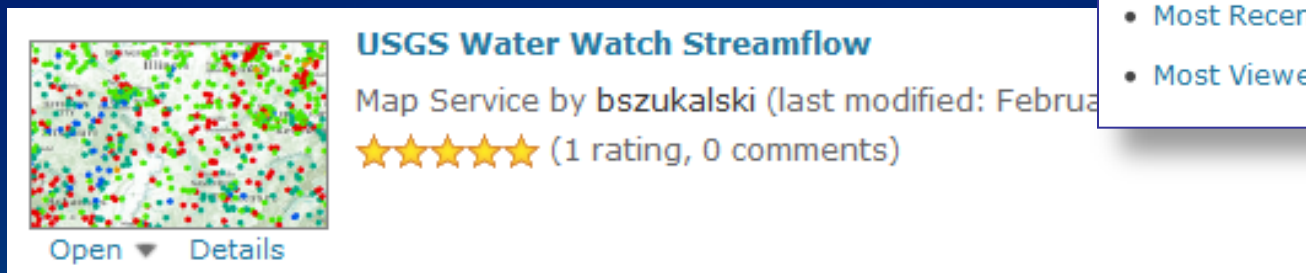 USGS Water Watch Streamflow
Map Service by bszukalski (last modified: Februa
(1 rating, 0 comments)
Open Details
Most Recen
Most Viewe
Illinois